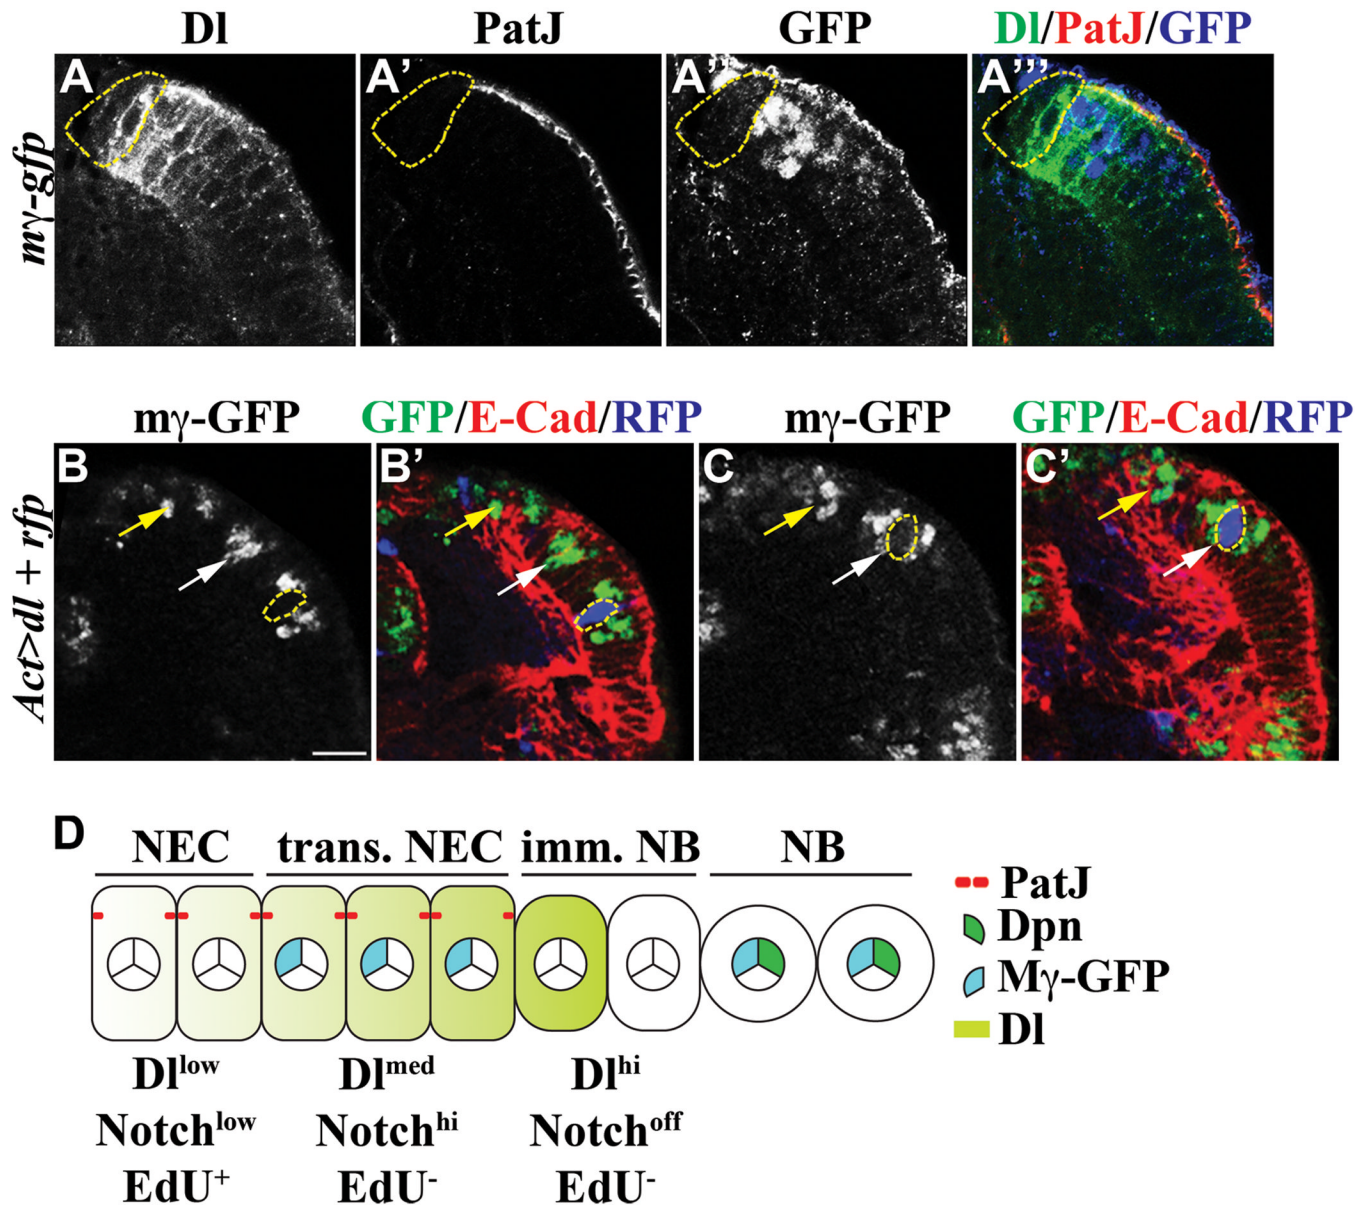 Dl PatJ GFP Dl/PatJ/GFP
mγ-gfp
A A' A'' A'''
mγ-GFP GFP/E-Cad/RFP mγ-GFP GFP/E-Cad/RFP
Act>dl + rfp
B B' C C'
D
NEC trans. NEC imm. NB NB
PatJ
Dpn
Mγ-GFP
Dl
Dl^low Dl^med Dl^hi
Notch^low Notch^hi Notch^off
EdU^+ EdU^- EdU^-